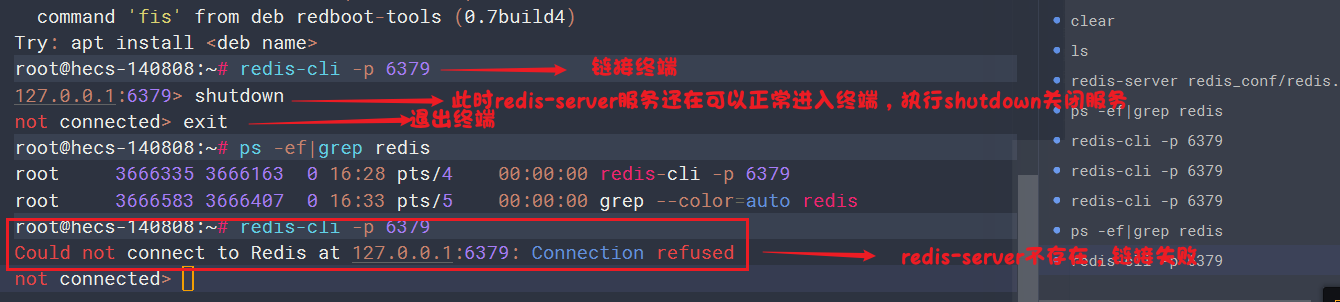 command 'fis' from deb redboot-tools (0.7build4)
Try: apt install <deb name>
root@hecs-140808:~# redis-cli -p 6379 链接终端
127.0.0.1:6379> shutdown 此时redis-server服务还在可以正常进入终端，执行shutdown关闭服务
not connected> exit 退出终端
root@hecs-140808:~# ps -ef|grep redis
root 3666335 3666163 0 16:28 pts/4 00:00:00 redis-cli -p 6379
root 3666583 3666407 0 16:33 pts/5 00:00:00 grep --color=auto redis
root@hecs-140808:~# redis-cli -p 6379
Could not connect to Redis at 127.0.0.1:6379: Connection refused redis-server不存在，链接失败
not connected>
clear
ls
redis-server redis_conf/redis.
ps -ef|grep redis
redis-cli -p 6379
redis-cli -p 6379
redis-cli -p 6379
ps -ef|grep redis
redis-cli -p 6379